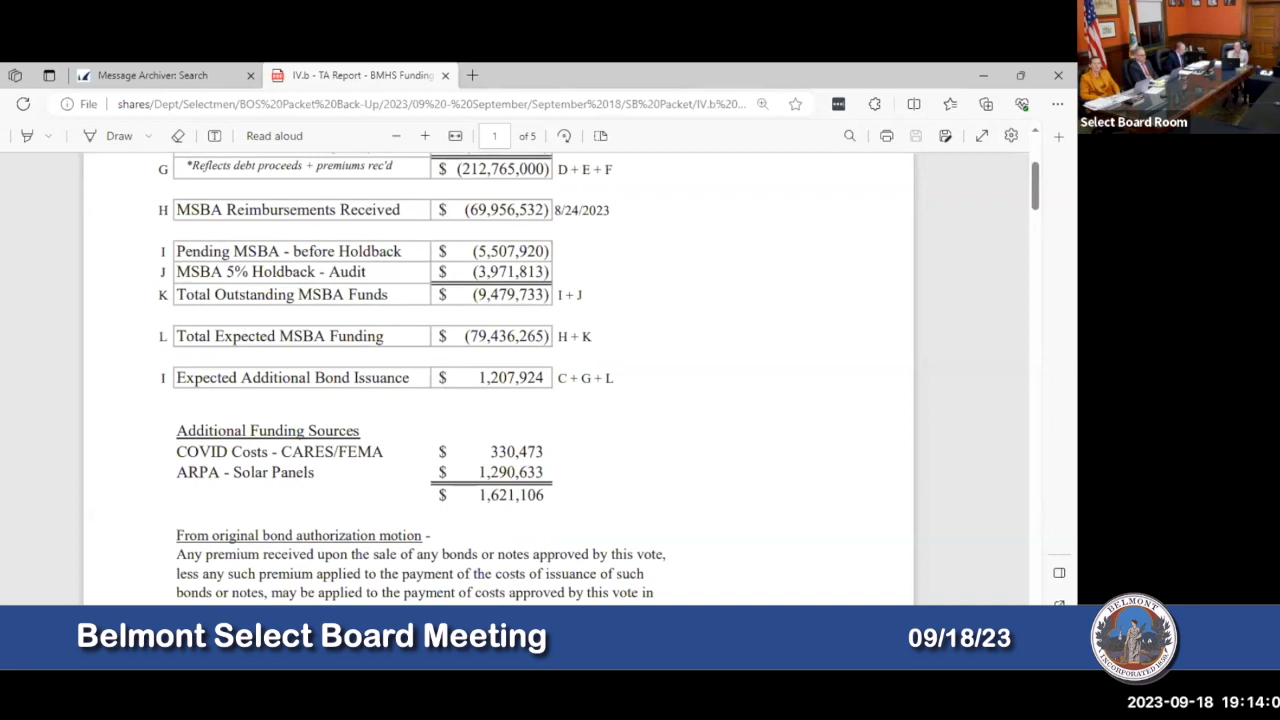 Message Archiver: Search
IV.b - TA Report - BMHS Funding
File shares/Dept/Selectmen/BOS%20Packet%20Back-Up/2023/09%20-%20September/September%2018/SB%20Packet/IV.b%20...
Draw Read aloud 1 of 5
Select Board Room
G *Reflects debt proceeds + premiums rec'd $ (212,765,000) D + E + F
H MSBA Reimbursements Received $ (69,956,532) 8/24/2023
I Pending MSBA - before Holdback $ (5,507,920)
J MSBA 5% Holdback - Audit $ (3,971,813)
K Total Outstanding MSBA Funds $ (9,479,733) I + J
L Total Expected MSBA Funding $ (79,436,265) H + K
I Expected Additional Bond Issuance $ 1,207,924 C + G + L
Additional Funding Sources
COVID Costs - CARES/FEMA $ 330,473
ARPA - Solar Panels $ 1,290,633
$ 1,621,106
From original bond authorization motion -
Any premium received upon the sale of any bonds or notes approved by this vote,
less any such premium applied to the payment of the costs of issuance of such
bonds or notes, may be applied to the payment of costs approved by this vote in
Belmont Select Board Meeting
09/18/23
BELMONT
INCORPORATED 1859
2023-09-18 19:14:0